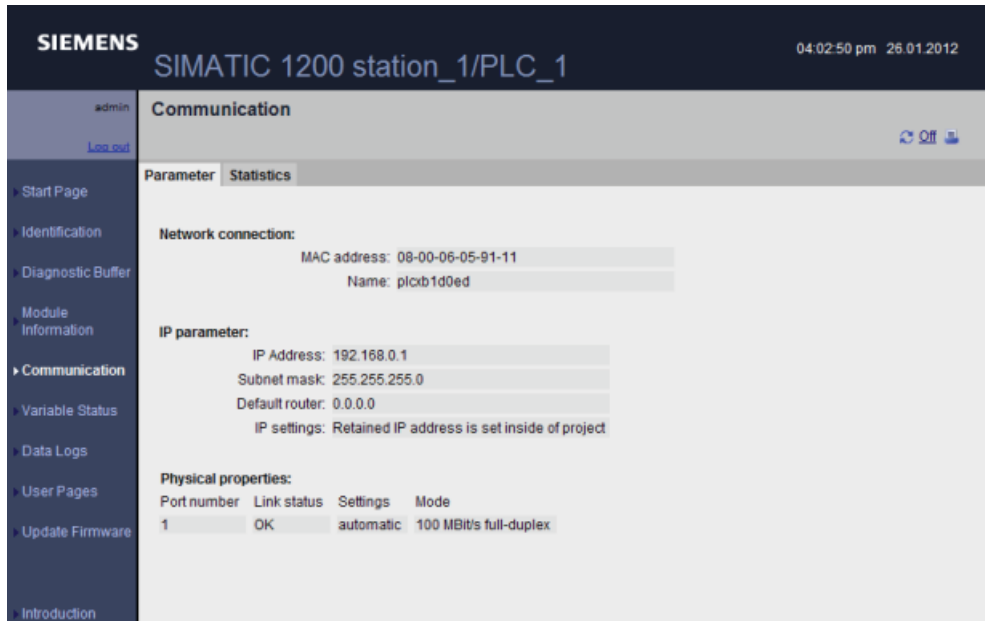 SIEMENS
SIMATIC 1200 station_1/PLC_1
04:02:50 pm 26.01.2012
admin
Log out
Communication
Off
Start Page
Identification
Diagnostic Buffer
Module
Information
Communication
Variable Status
Data Logs
User Pages
Update Firmware
Introduction
Parameter Statistics
Network connection:
MAC address: 08-00-06-05-91-11
Name: plcxb1d0ed
IP parameter:
IP Address: 192.168.0.1
Subnet mask: 255.255.255.0
Default router: 0.0.0.0
IP settings: Retained IP address is set inside of project
Physical properties:
Port number Link status Settings Mode
1 OK automatic 100 MBit/s full-duplex